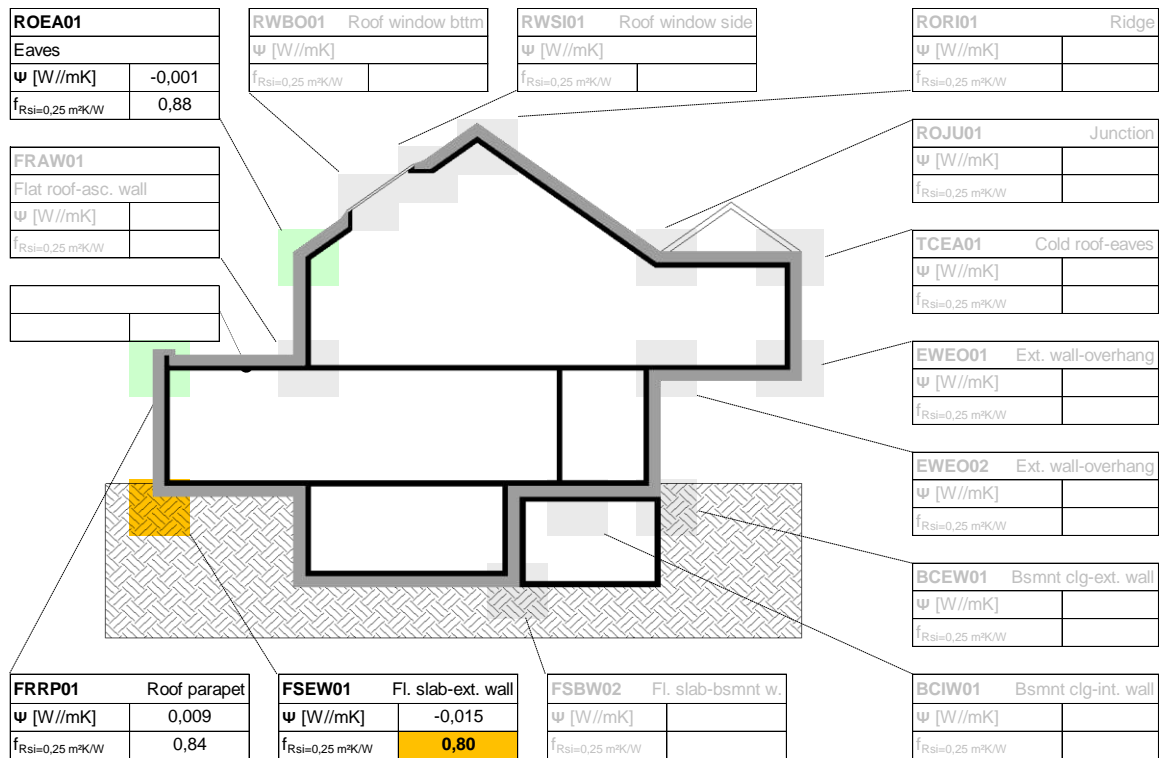 ROEA01
Eaves
Ψ [W//mK] -0,001
fRsi=0,25 m²K/W 0,88
RWBO01 Roof window bttm
Ψ [W//mK]
fRsi=0,25 m²K/W
RWSI01 Roof window side
Ψ [W//mK]
fRsi=0,25 m²K/W
RORI01 Ridge
Ψ [W//mK]
fRsi=0,25 m²K/W
FRAW01
Flat roof-asc. wall
Ψ [W//mK]
fRsi=0,25 m²K/W
ROJU01 Junction
Ψ [W//mK]
fRsi=0,25 m²K/W
TCEA01 Cold roof-eaves
Ψ [W//mK]
fRsi=0,25 m²K/W
EWEO01 Ext. wall-overhang
Ψ [W//mK]
fRsi=0,25 m²K/W
EWEO02 Ext. wall-overhang
Ψ [W//mK]
fRsi=0,25 m²K/W
BCEW01 Bsmnt clg-ext. wall
Ψ [W//mK]
fRsi=0,25 m²K/W
FRRP01 Roof parapet
Ψ [W//mK] 0,009
fRsi=0,25 m²K/W 0,84
FSEW01 Fl. slab-ext. wall
Ψ [W//mK] -0,015
fRsi=0,25 m²K/W 0,80
FSBW02 Fl. slab-bsmnt w.
Ψ [W//mK]
fRsi=0,25 m²K/W
BCIW01 Bsmnt clg-int. wall
Ψ [W//mK]
fRsi=0,25 m²K/W